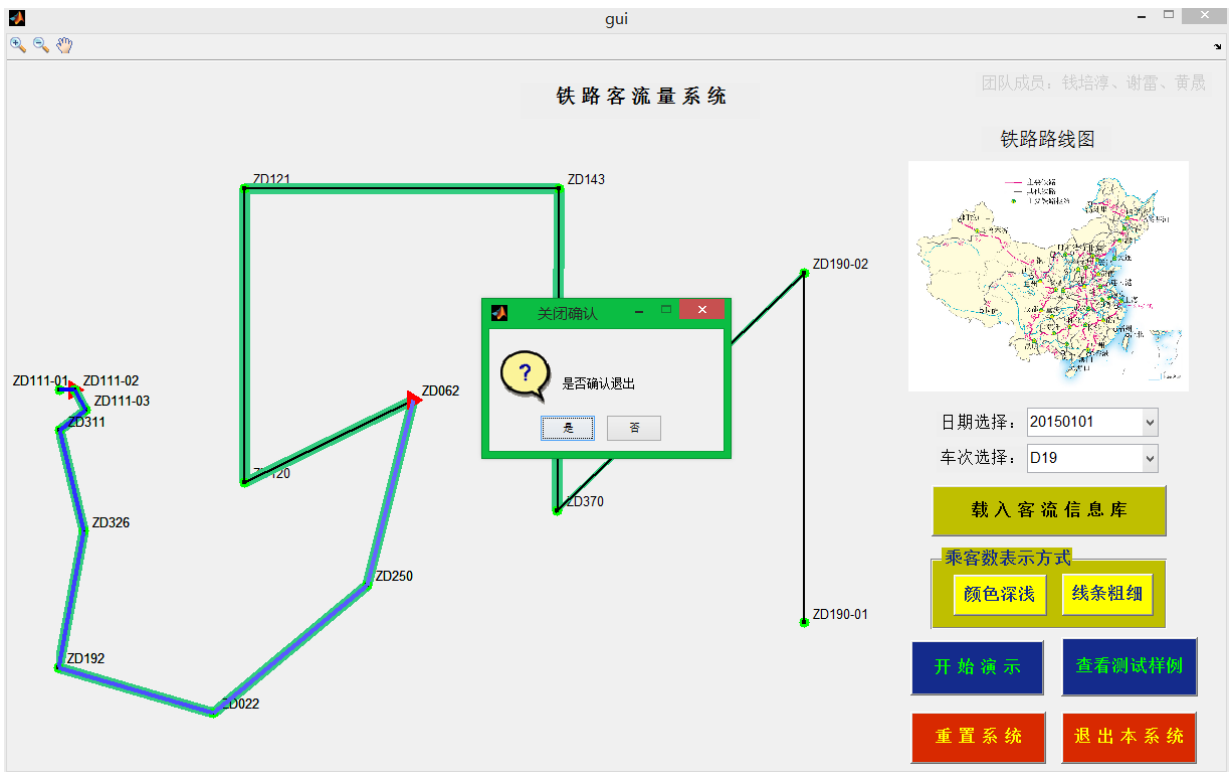 gui
团队成员：钱培淳、谢雷、黄晟
铁路客流量系统
铁路路线图
ZD121
ZD143
ZD190-02
关闭确认
?
是否确认退出
是
否
ZD111-01
ZD111-02
ZD111-03
ZD311
ZD062
日期选择：
20150101
车次选择：
D19
ZD370
载入客流信息库
ZD326
乘客数表示方式
颜色深浅
线条粗细
ZD250
ZD190-01
ZD192
开始演示
查看测试样例
ZD022
重置系统
退出本系统